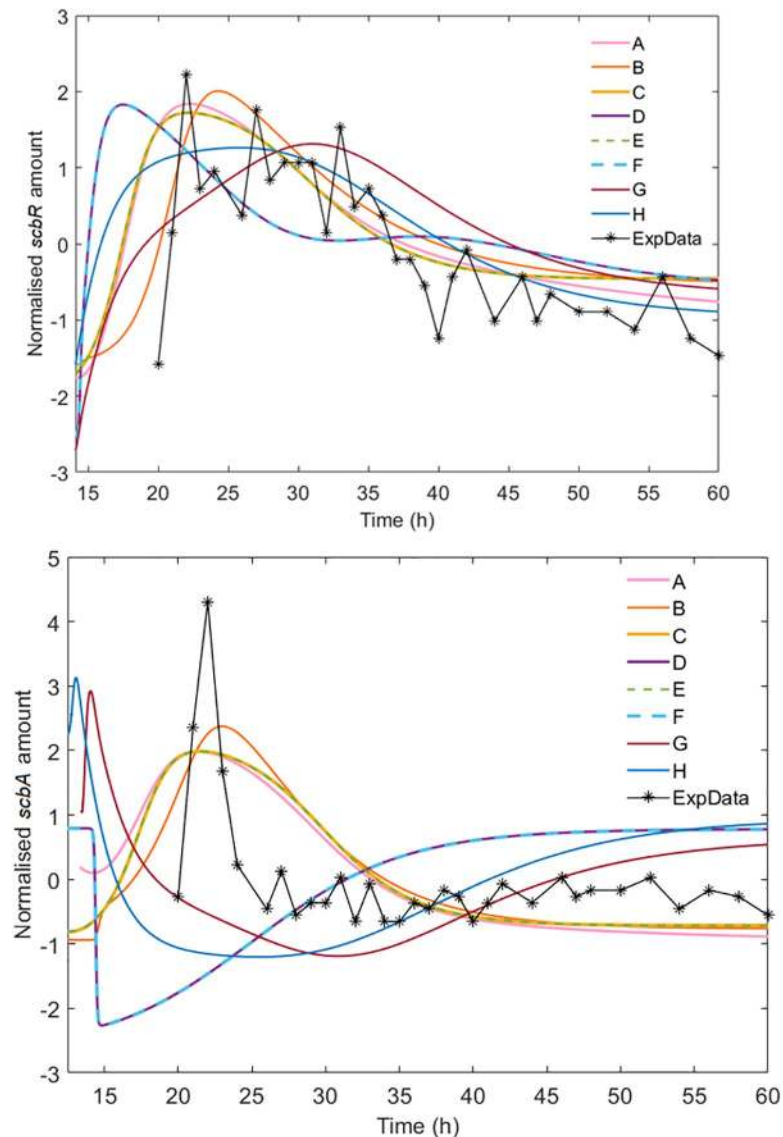 Normalised scbR amount
3
2
1
0
-1
-2
-3
15 20 25 30 35 40 45 50 55 60
Time (h)
A
B
C
D
E
F
G
H
ExpData
Normalised scbA amount
5
4
3
2
1
0
-1
-2
-3
15 20 25 30 35 40 45 50 55 60
Time (h)
A
B
C
D
E
F
G
H
ExpData